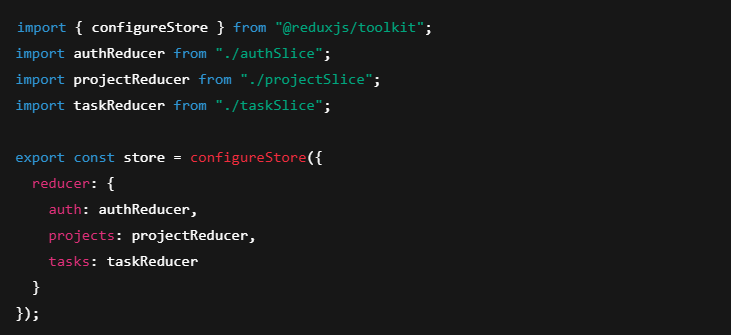 import { configureStore } from "@reduxjs/toolkit";
import authReducer from "./authSlice";
import projectReducer from "./projectSlice";
import taskReducer from "./taskSlice";

export const store = configureStore({
  reducer: {
    auth: authReducer,
    projects: projectReducer,
    tasks: taskReducer
  }
});